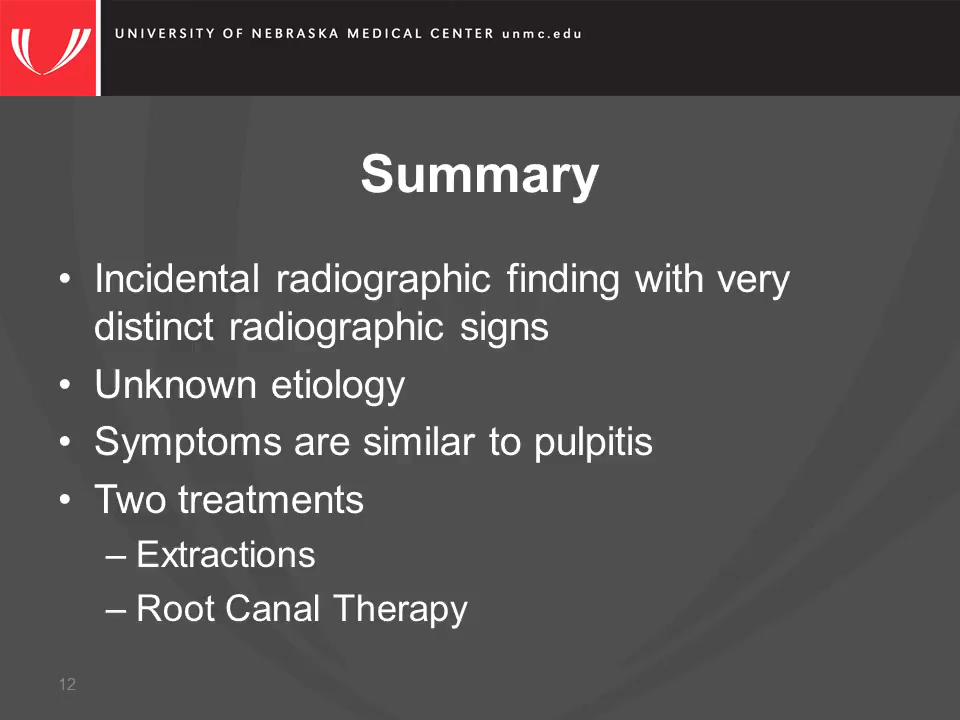 UNIVERSITY OF NEBRASKA MEDICAL CENTER unmc.edu
Summary
• Incidental radiographic finding with very
distinct radiographic signs
• Unknown etiology
• Symptoms are similar to pulpitis
• Two treatments
– Extractions
– Root Canal Therapy
12